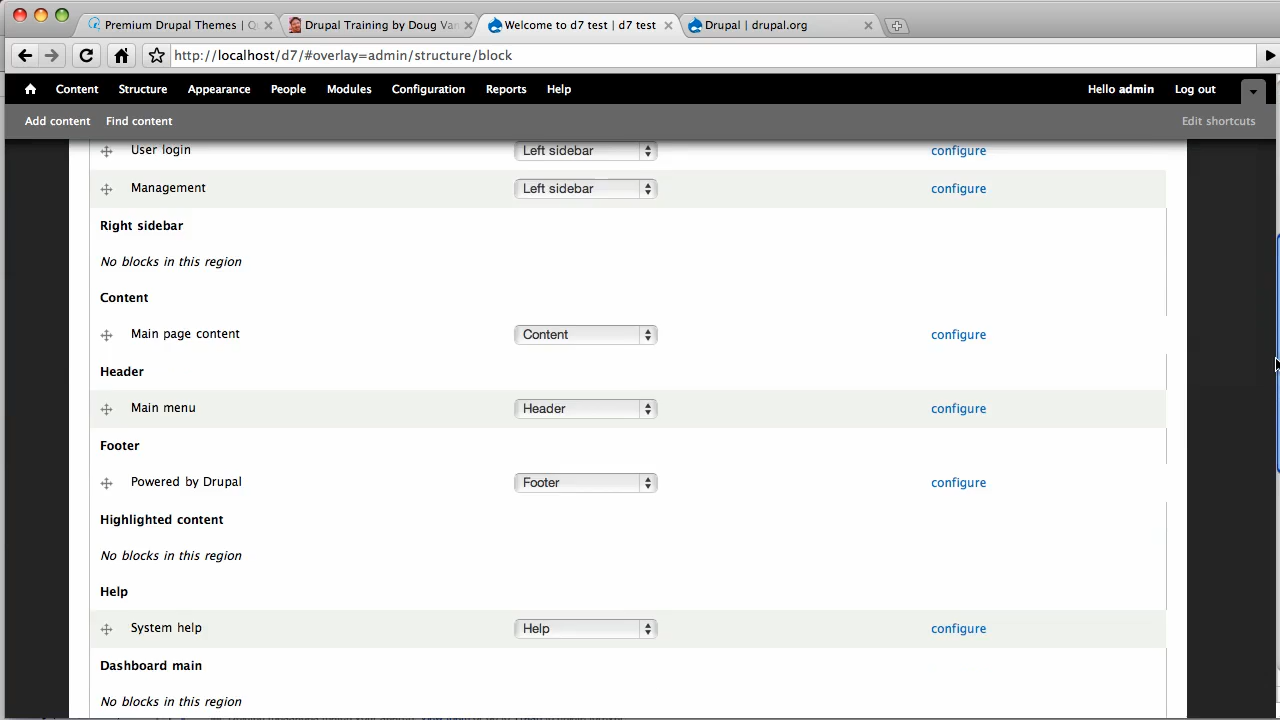 Premium Drupal Themes | 
Drupal Training by Doug Van
Welcome to d7 test | d7 test
Drupal | drupal.org
http://localhost/d7/#overlay=admin/structure/block
Content Structure Appearance People Modules Configuration Reports Help Hello admin Log out
Add content Find content Edit shortcuts
User login Left sidebar configure
Management Left sidebar configure
Right sidebar
No blocks in this region
Content
Main page content Content configure
Header
Main menu Header configure
Footer
Powered by Drupal Footer configure
Highlighted content
No blocks in this region
Help
System help Help configure
Dashboard main
No blocks in this region